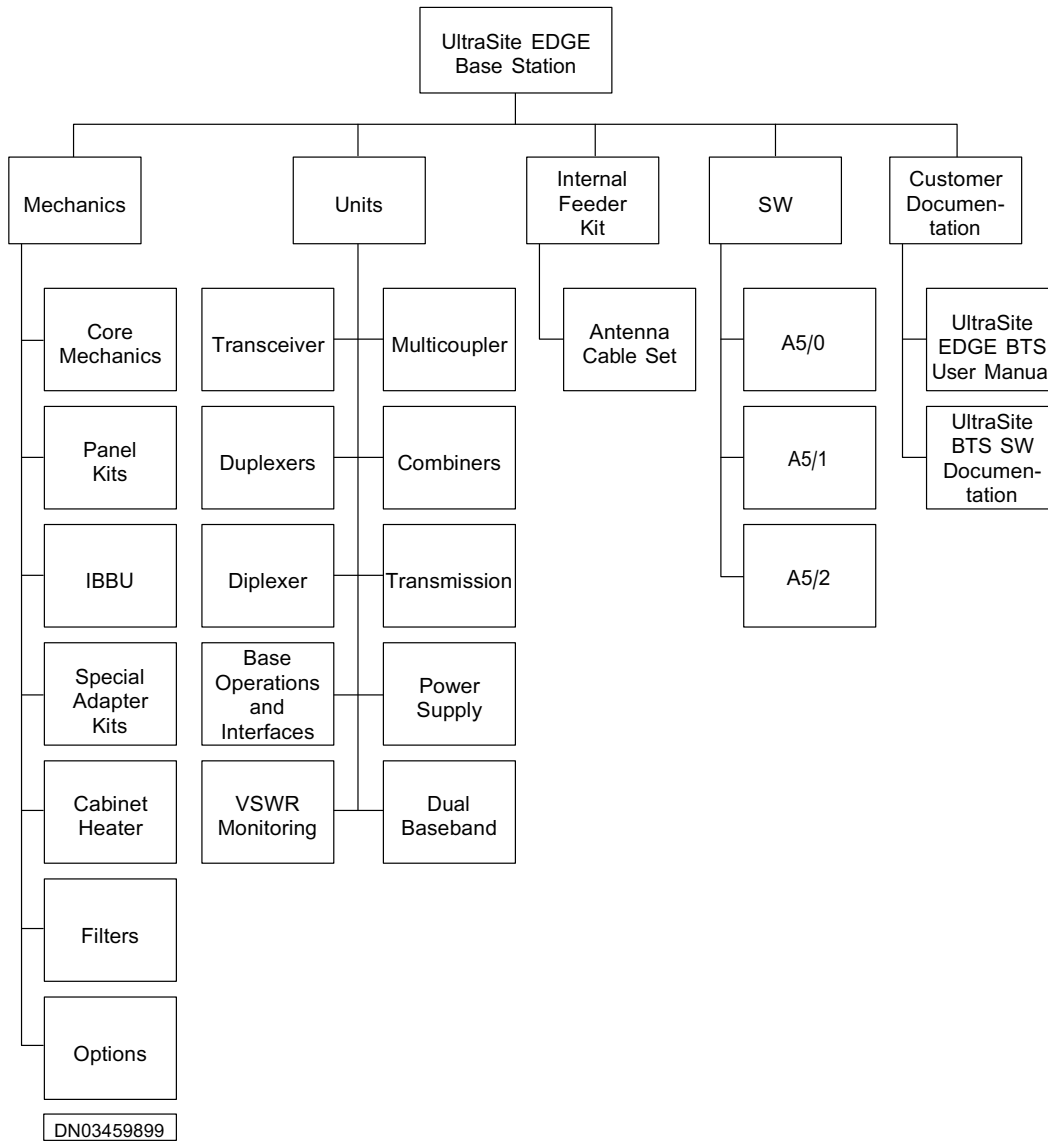 UltraSite EDGE
Base Station
Mechanics
Units
Internal
Feeder
Kit
SW
Customer
Documen-
tation
Core
Mechanics
Panel
Kits
IBBU
Special
Adapter
Kits
Cabinet
Heater
Filters
Options
Transceiver
Multicoupler
Duplexers
Combiners
Diplexer
Transmission
Base
Operations
and
Interfaces
Power
Supply
VSWR
Monitoring
Dual
Baseband
Antenna
Cable Set
A5/0
A5/1
A5/2
UltraSite
EDGE BTS
User Manua
UltraSite
BTS SW
Documen-
tation
DN03459899